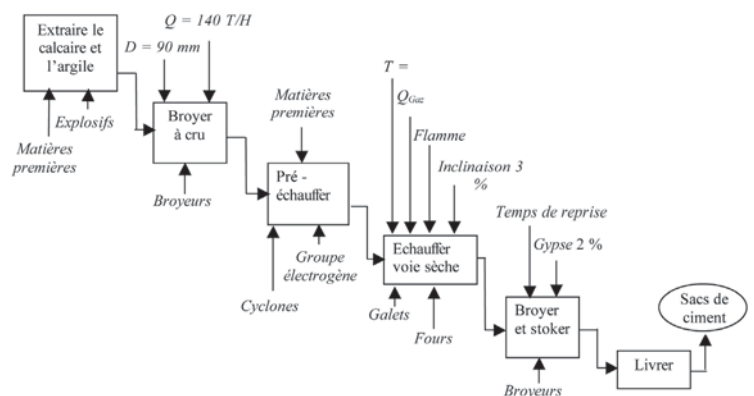 Extraire le
calcaire et
l'argile
Q = 140 T/H
D = 90 mm
Explosifs
Matières
premières
Broyer
à cru
Broyeurs
Matières
premières
Pré -
échauffer
Groupe
électrogène
Cyclones
T =
QGaz
Flamme
Inclinaison 3
%
Echauffer
voie sèche
Galets
Fours
Temps de reprise
Gypse 2 %
Broyer
et stoker
Broyeurs
Livrer
Sacs de
ciment